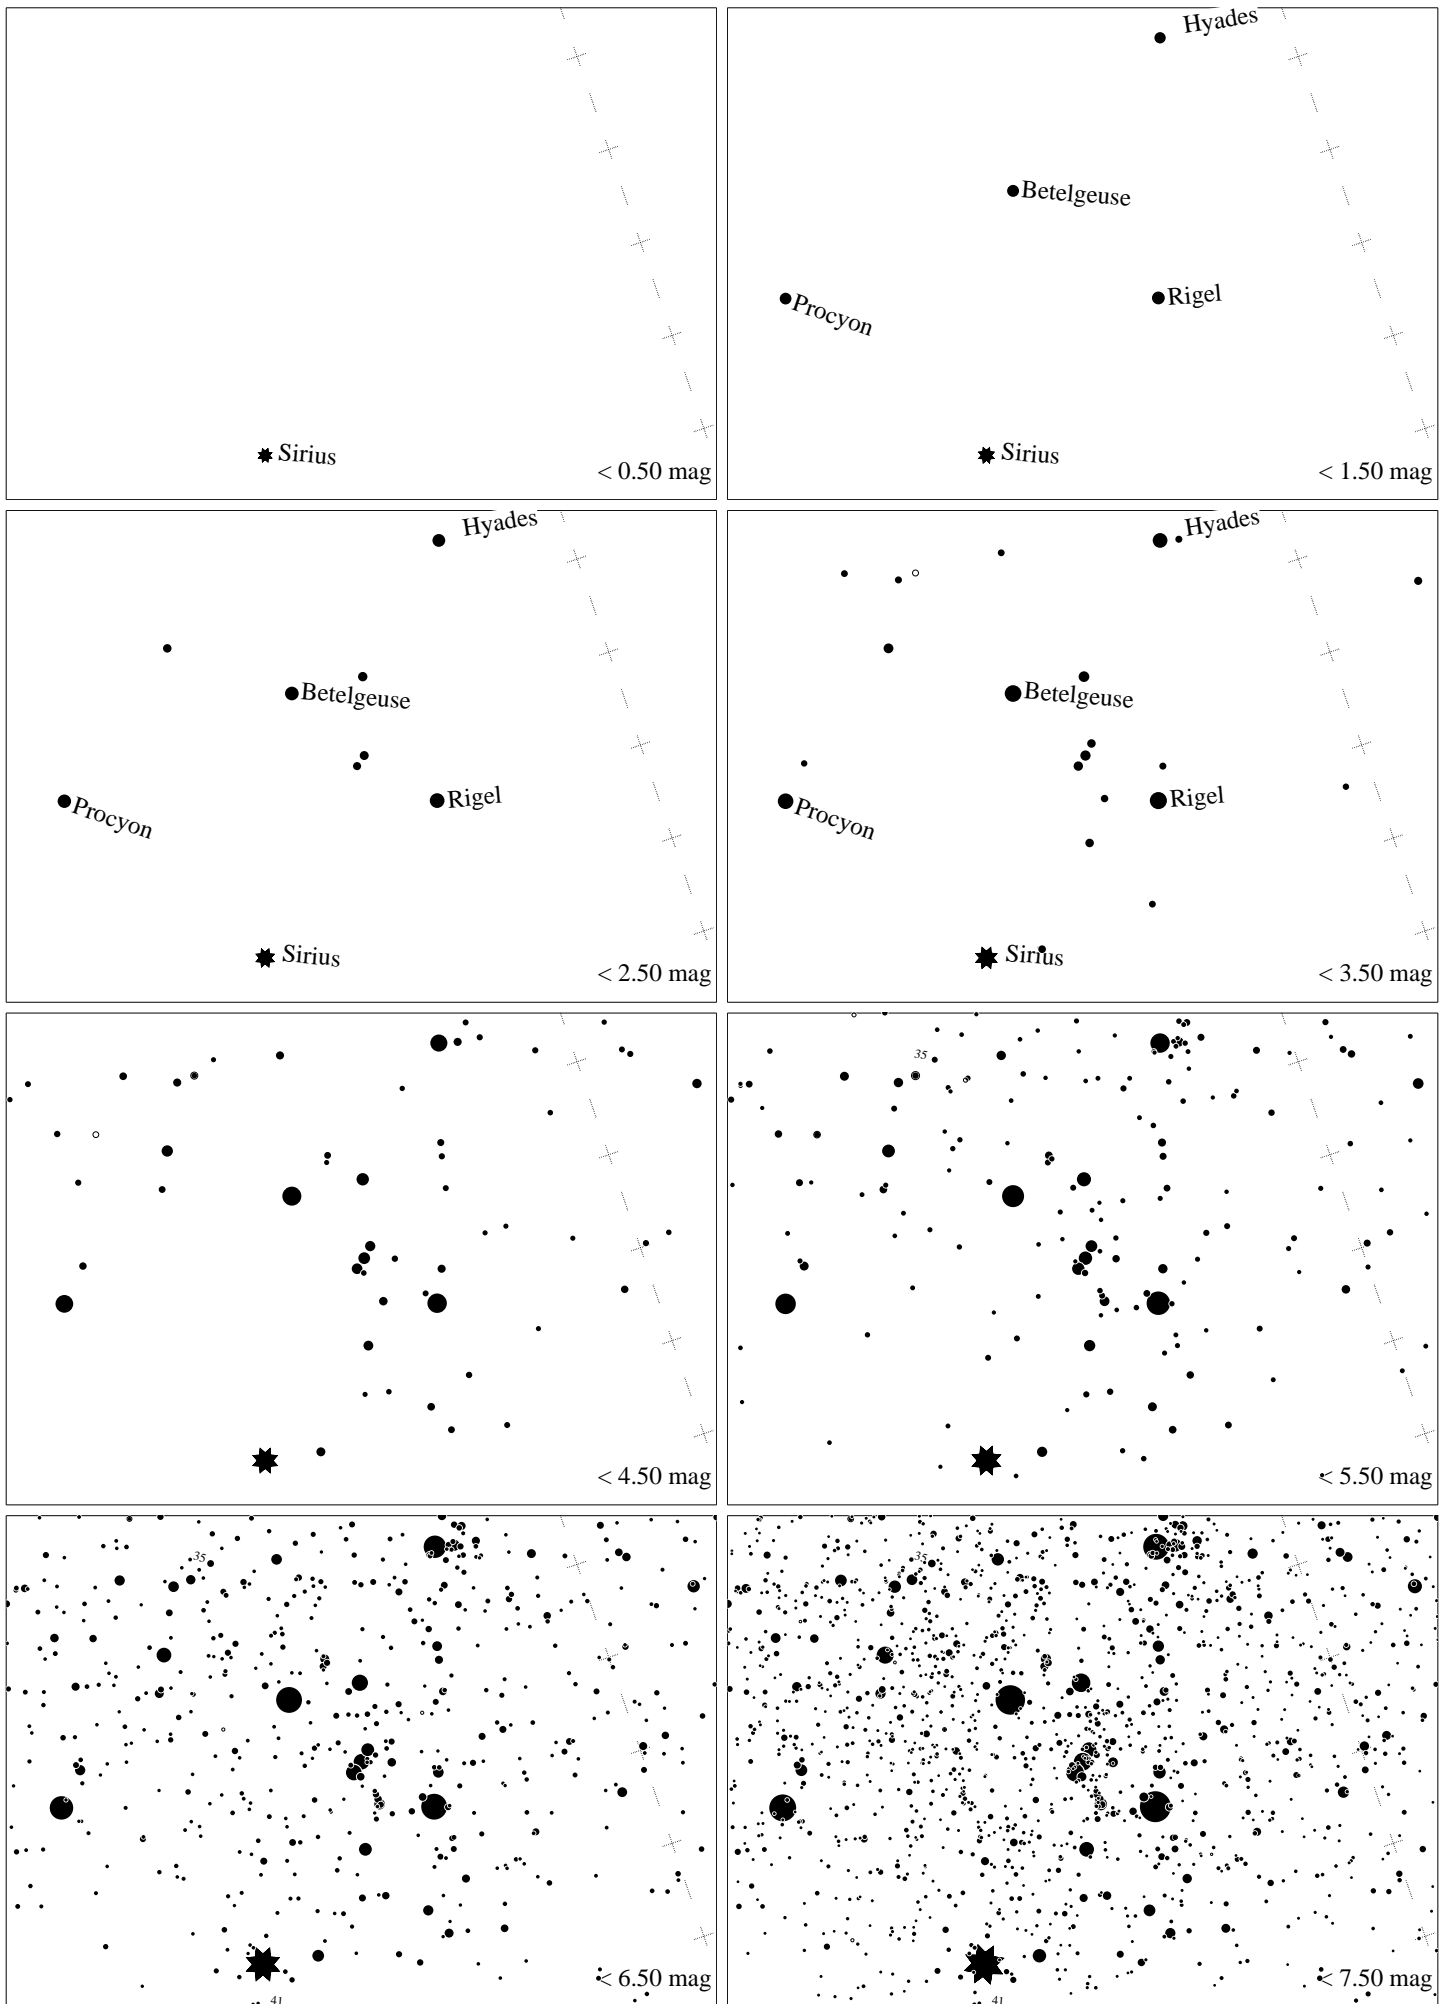 Sirius
< 0.50 mag
Hyades
Betelgeuse
Procyon
Rigel
Sirius
< 1.50 mag
Hyades
Betelgeuse
Procyon
Rigel
Sirius
< 2.50 mag
Hyades
Betelgeuse
Procyon
Rigel
Sirius
< 3.50 mag
< 4.50 mag
35
< 5.50 mag
35
< 6.50 mag
41
35
< 7.50 mag
41